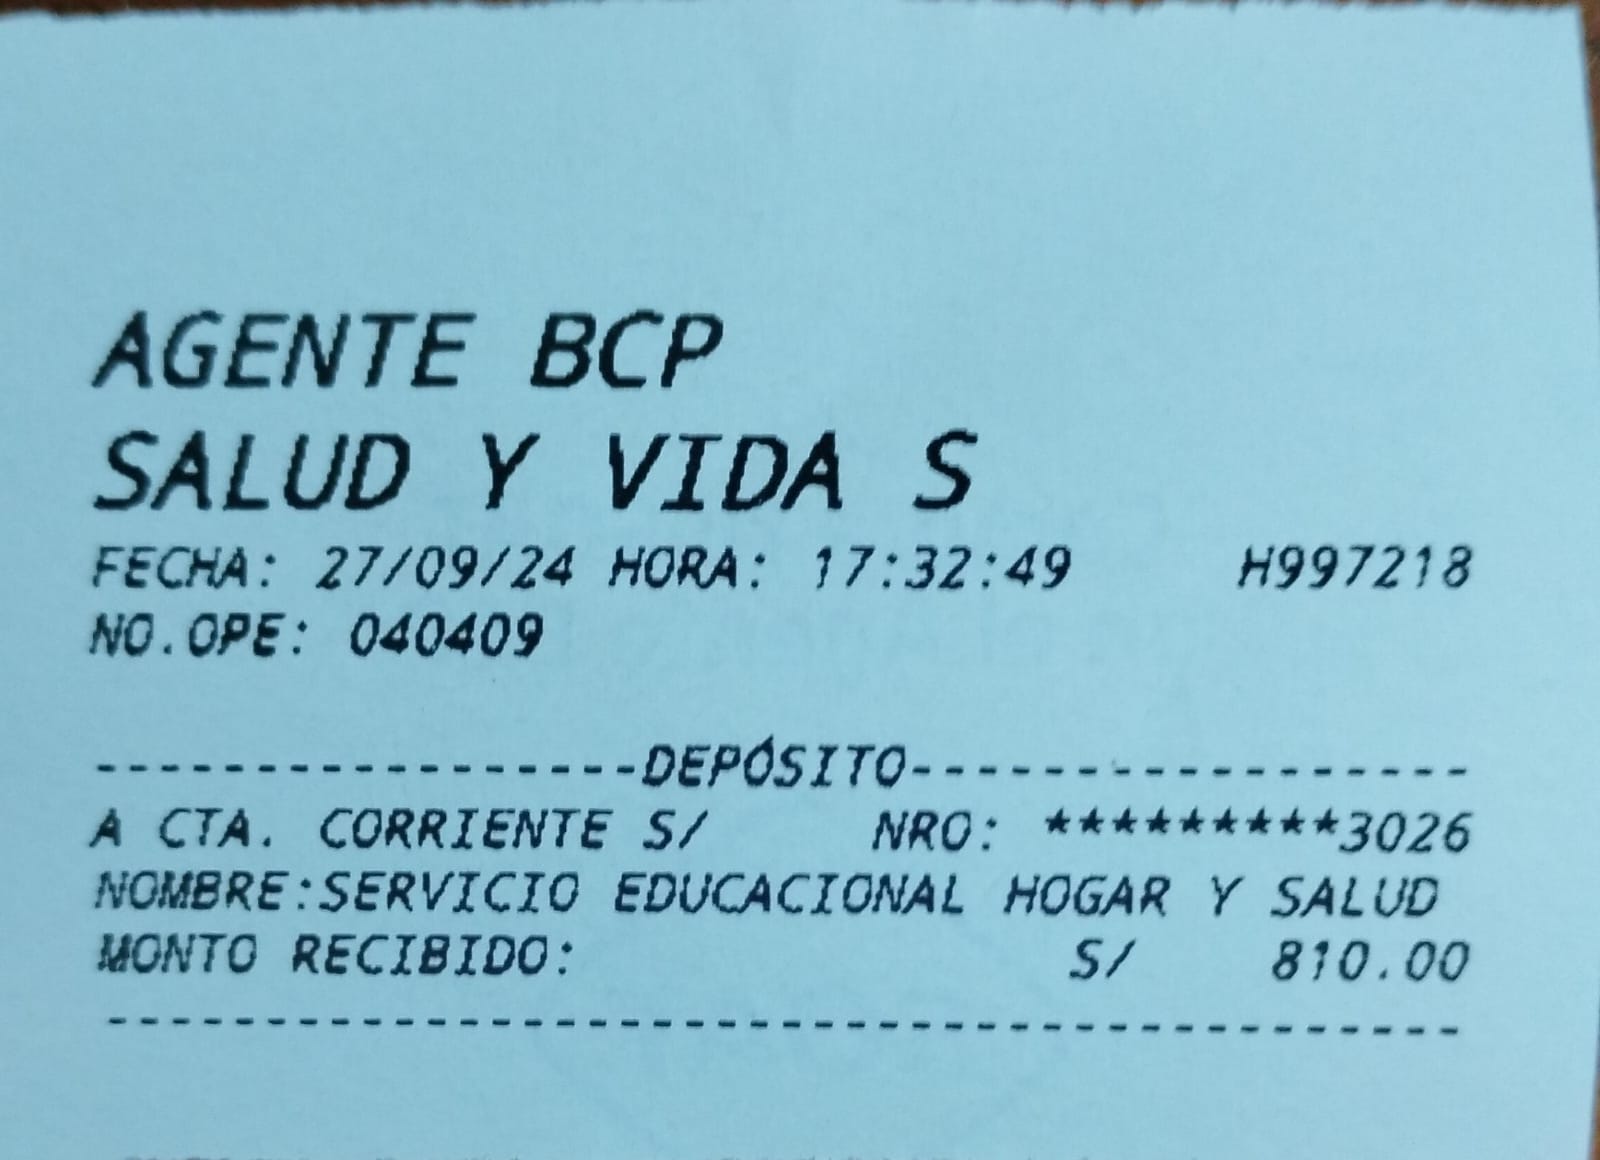 AGENTE BCP
SALUD Y VIDA S
FECHA: 27/09/24 HORA: 17:32:49 H997218
NO.OPE: 040409
-----------------DEPÓSITO-----------------
A CTA. CORRIENTE S/ NRO: *********3026
NOMBRE:SERVICIO EDUCACIONAL HOGAR Y SALUD
MONTO RECIBIDO: S/ 810.00
------------------------------------------